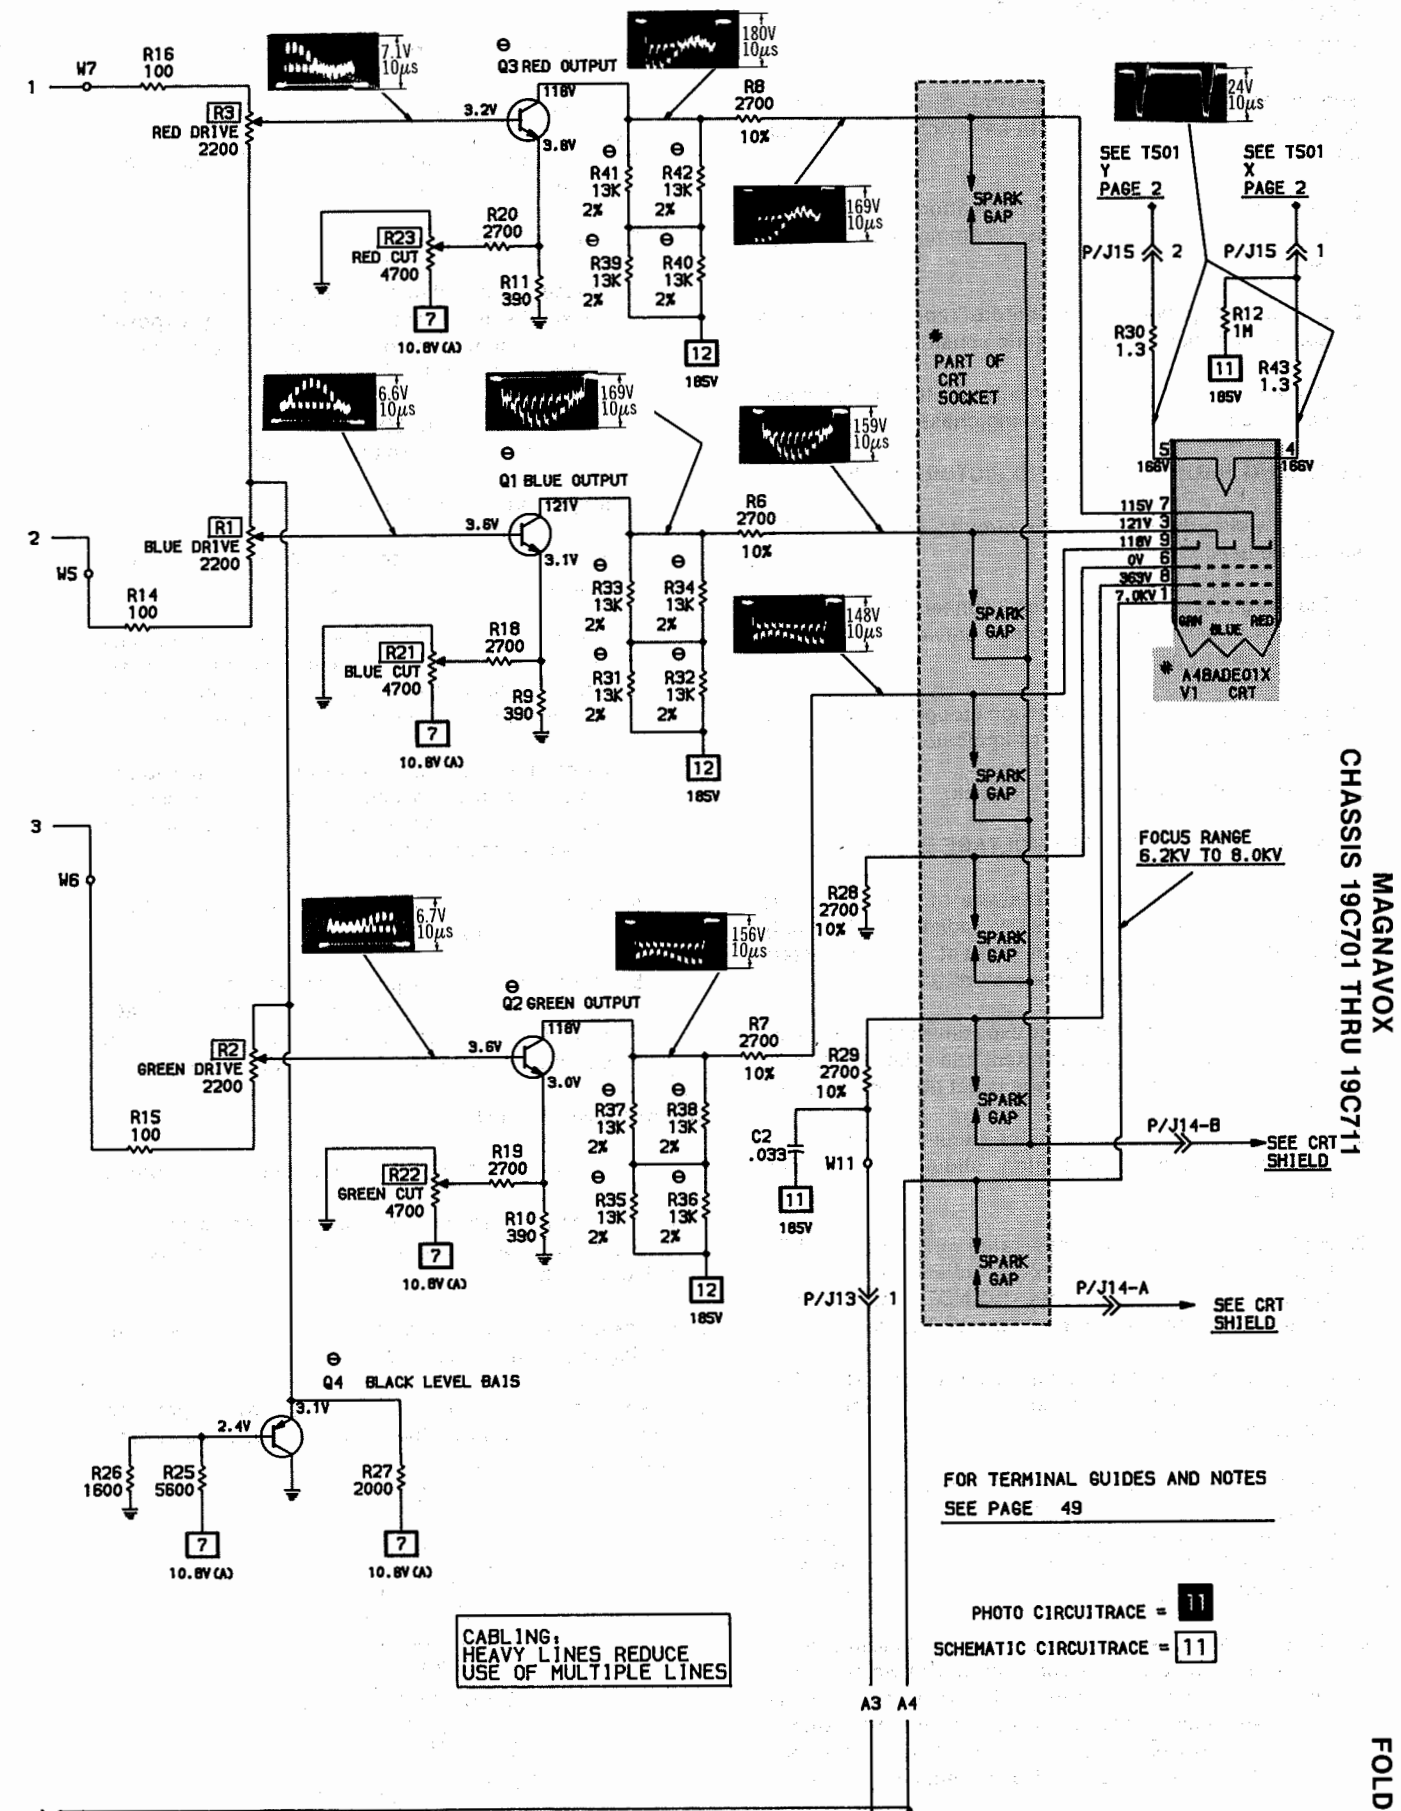 1
W7
R16
100
R3
RED DRIVE
2200
7.1V
10µs
Q3 RED OUTPUT
3.2V
118V
3.8V
180V
10µs
R8
2700
10%
169V
10µs
R41
13K
2%
R42
13K
2%
R39
13K
2%
R40
13K
2%
12
185V
R20
2700
R23
RED CUT
4700
R11
390
7
10.8V(A)
SPARK
GAP
*
PART OF
CRT
SOCKET
24V
10µs
SEE T501
Y
PAGE 2
SEE T501
X
PAGE 2
P/J15 2
P/J15 1
R30
1.3
R12
1M
11
185V
R43
1.3
5
166V
4
166V
115V 7
121V 3
118V 9
0V 6
363V 8
7.0KV 1
GRN BLUE RED
* A48ADE01X
V1 CRT
2
W5
R14
100
R1
BLUE DRIVE
2200
6.6V
10µs
169V
10µs
Q1 BLUE OUTPUT
3.6V
121V
3.1V
159V
10µs
R6
2700
10%
R33
13K
2%
R34
13K
2%
R31
13K
2%
R32
13K
2%
12
185V
R18
2700
R21
BLUE CUT
4700
R9
390
7
10.8V(A)
148V
10µs
SPARK
GAP
SPARK
GAP
FOCUS RANGE
6.2KV TO 8.0KV
MAGNAVOX
CHASSIS 19C701 THRU 19C711
3
W6
R15
100
R2
GREEN DRIVE
2200
6.7V
10µs
156V
10µs
Q2 GREEN OUTPUT
3.6V
118V
3.0V
R7
2700
10%
R37
13K
2%
R38
13K
2%
R35
13K
2%
R36
13K
2%
12
185V
R19
2700
R22
GREEN CUT
4700
R10
390
7
10.8V(A)
R28
2700
10%
SPARK
GAP
R29
2700
10%
C2
.033
11
185V
W11
SPARK
GAP
P/J14-B
SEE CRT
SHIELD
SPARK
GAP
P/J14-A
SEE CRT
SHIELD
P/J13 1
Q4 BLACK LEVEL BAIS
3.1V
2.4V
R26
1600
R25
5600
R27
2000
7
10.8V(A)
7
10.8V(A)
FOR TERMINAL GUIDES AND NOTES
SEE PAGE 49
PHOTO CIRCUITRACE = 11
SCHEMATIC CIRCUITRACE = 11
CABLING:
HEAVY LINES REDUCE
USE OF MULTIPLE LINES
A3 A4
FOLD